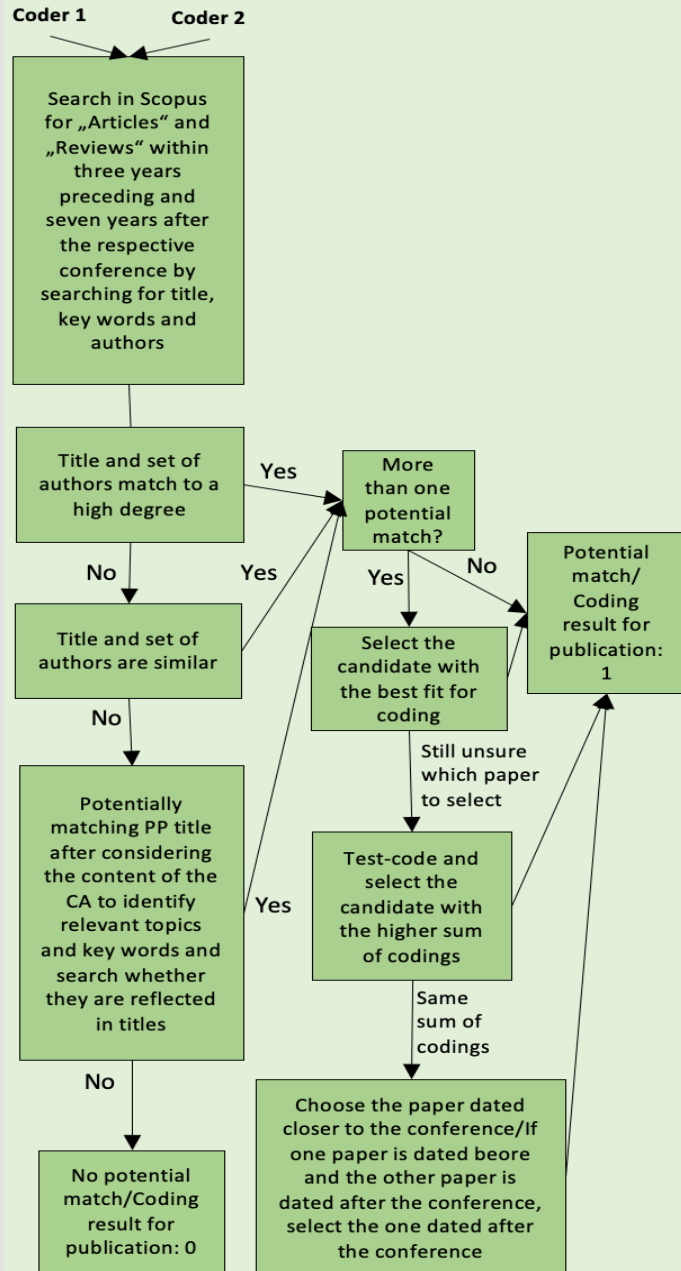 Coder 1
Coder 2
Search in Scopus
for „Articles“ and
„Reviews“ within
three years
preceding and
seven years after
the respective
conference by
searching for title,
key words and
authors
Title and set of
authors match to a
high degree
Yes
No
Title and set of
authors are similar
Yes
No
Potentially
matching PP title
after considering
the content of the
CA to identify
relevant topics
and key words and
search whether
they are reflected
in titles
Yes
No
No potential
match/Coding
result for
publication: 0
More
than one
potential
match?
Yes
No
Select the
candidate with
the best fit for
coding
Still unsure
which paper
to select
Test-code and
select the
candidate with
the higher sum
of codings
Same
sum of
codings
Choose the paper dated
closer to the conference/If
one paper is dated beore
and the other paper is
dated after the conference,
select the one dated after
the conference
Potential
match/
Coding
result for
publication:
1